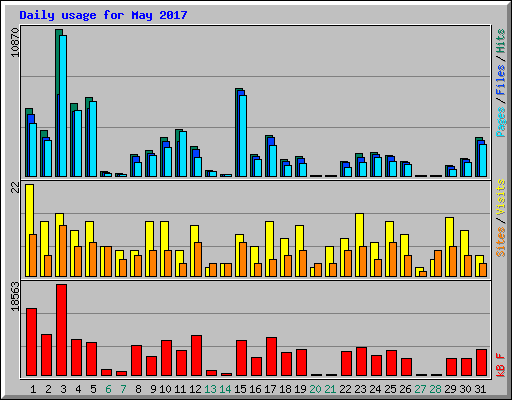 Daily usage for May 2017
10870
Pages / Files / Hits
22
Sites / Visits
18563
kB F
1 2 3 4 5 6 7 8 9 10 11 12 13 14 15 16 17 18 19 20 21 22 23 24 25 26 27 28 29 30 31